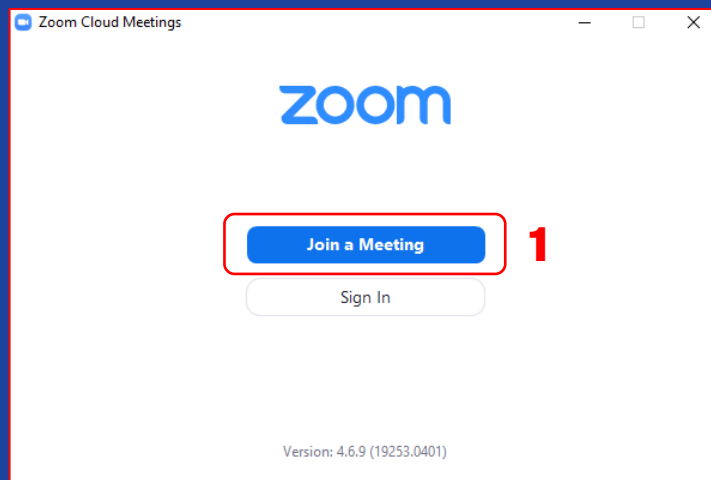 Zoom Cloud Meetings
zoom
Join a Meeting
1
Sign In
Version: 4.6.9 (19253.0401)